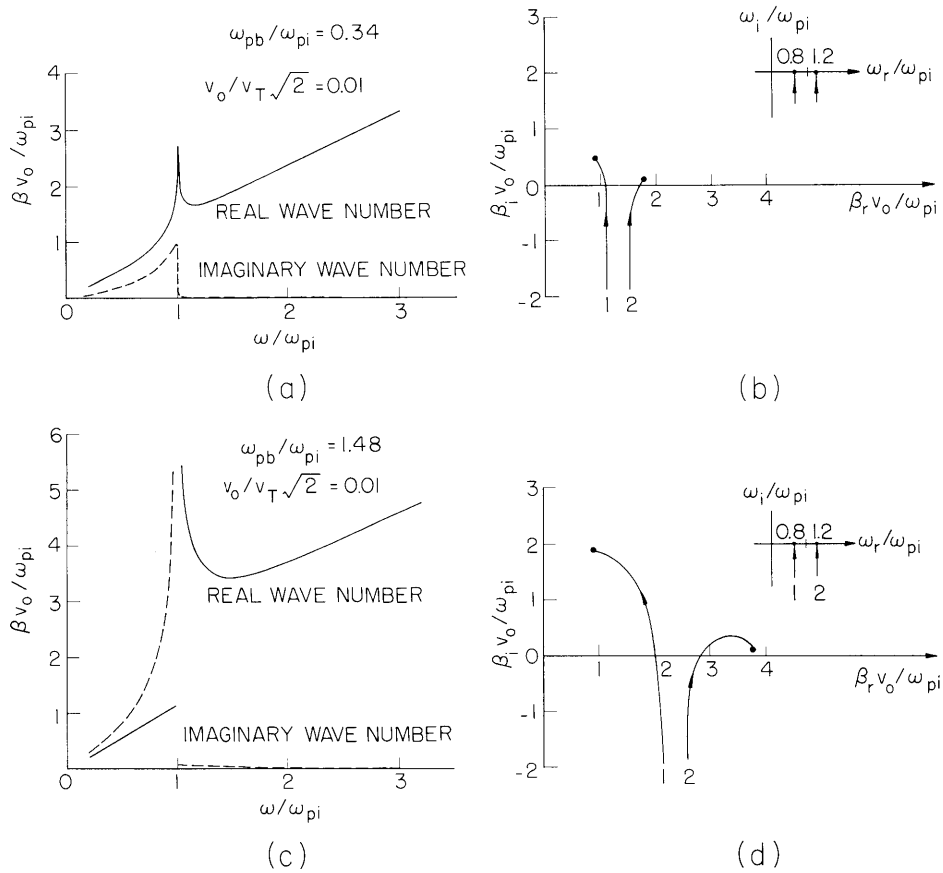 ω_pb/ω_pi = 0.34
v_o/v_T √2 = 0.01
βv_o/ω_pi
4
3
2
1
0
REAL WAVE NUMBER
IMAGINARY WAVE NUMBER
0 1 2 3
ω/ω_pi
(a)
ω_i/ω_pi
0.8 1.2
ω_r/ω_pi
β_i v_o/ω_pi
3
2
1
0
-1
-2
1 2 3 4
β_r v_o/ω_pi
1 2
(b)
ω_pb/ω_pi = 1.48
v_o/v_T √2 = 0.01
βv_o/ω_pi
6
5
4
3
2
1
REAL WAVE NUMBER
IMAGINARY WAVE NUMBER
0 1 2 3
ω/ω_pi
(c)
ω_i/ω_pi
0.8 1.2
ω_r/ω_pi
1 2
β_i v_o/ω_pi
3
2
1
0
-1
-2
1 2 3 4
β_r v_o/ω_pi
1 2
(d)